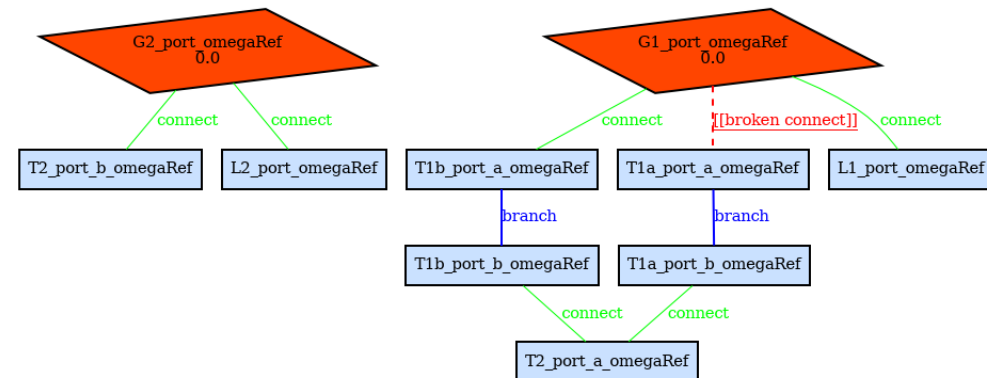 G2_port_omegaRef
0.0
G1_port_omegaRef
0.0
connect
connect
connect
[[broken connect]]
connect
T2_port_b_omegaRef
L2_port_omegaRef
T1b_port_a_omegaRef
T1a_port_a_omegaRef
L1_port_omegaRef
branch
branch
T1b_port_b_omegaRef
T1a_port_b_omegaRef
connect
connect
T2_port_a_omegaRef